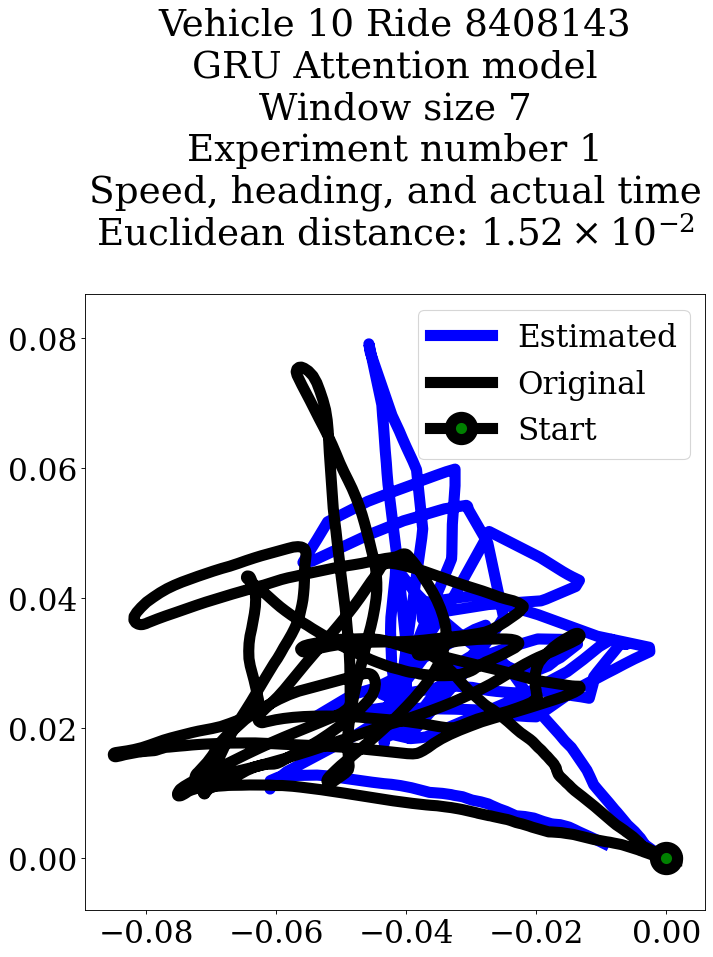 Vehicle 10 Ride 8408143
GRU Attention model
Window size 7
Experiment number 1
Speed, heading, and actual time
Euclidean distance: 1.52 × 10⁻²
Estimated
Original
Start
0.08
0.06
0.04
0.02
0.00
−0.08 −0.06 −0.04 −0.02 0.00